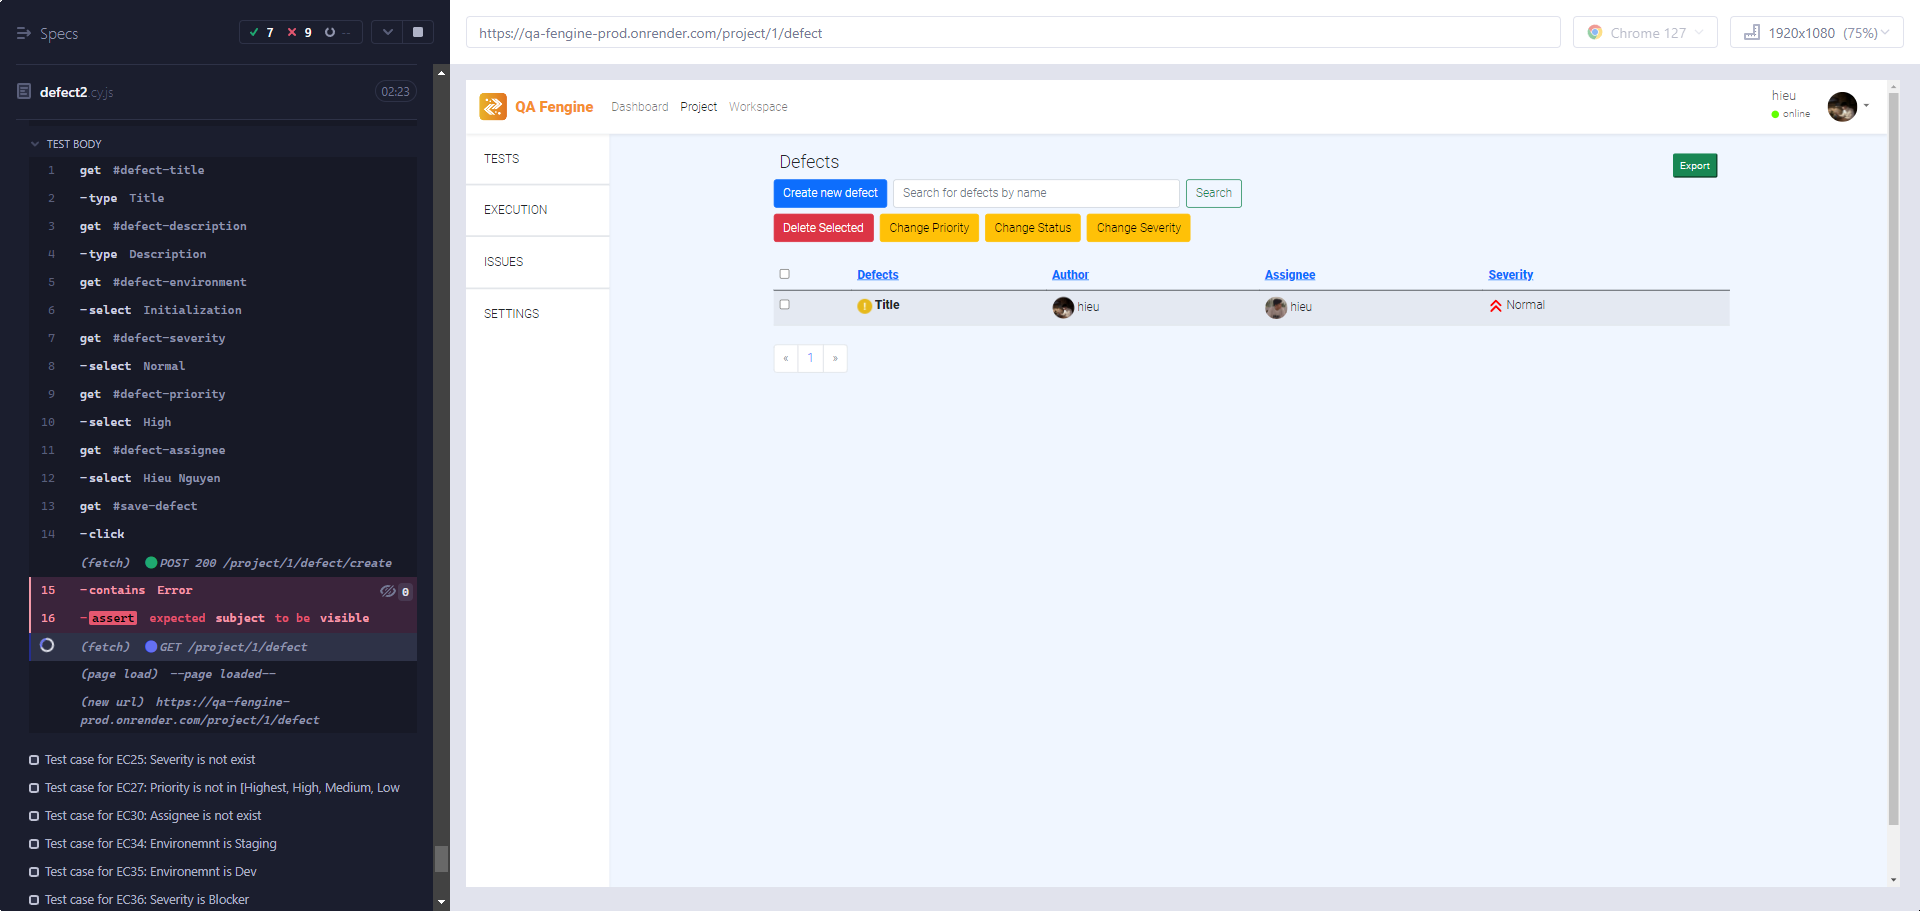 Specs
7 9 --
defect2.cy.js 02:23
TEST BODY
1 get #defect-title
2 -type Title
3 get #defect-description
4 -type Description
5 get #defect-environment
6 -select Initialization
7 get #defect-severity
8 -select Normal
9 get #defect-priority
10 -select High
11 get #defect-assignee
12 -select Hieu Nguyen
13 get #save-defect
14 -click
(fetch) POST 200 /project/1/defect/create
15 -contains Error 0
16 -assert expected subject to be visible
(fetch) GET /project/1/defect
(page load) --page loaded--
(new url) https://qa-fengine-
prod.onrender.com/project/1/defect
Test case for EC25: Severity is not exist
Test case for EC27: Priority is not in [Highest, High, Medium, Low
Test case for EC30: Assignee is not exist
Test case for EC34: Environemnt is Staging
Test case for EC35: Environemnt is Dev
Test case for EC36: Severity is Blocker
https://qa-fengine-prod.onrender.com/project/1/defect
Chrome 127
1920x1080 (75%)
QA Fengine Dashboard Project Workspace
hieu
online
TESTS
EXECUTION
ISSUES
SETTINGS
Defects
Export
Create new defect Search for defects by name Search
Delete Selected Change Priority Change Status Change Severity
Defects Author Assignee Severity
Title hieu hieu Normal
« 1 »